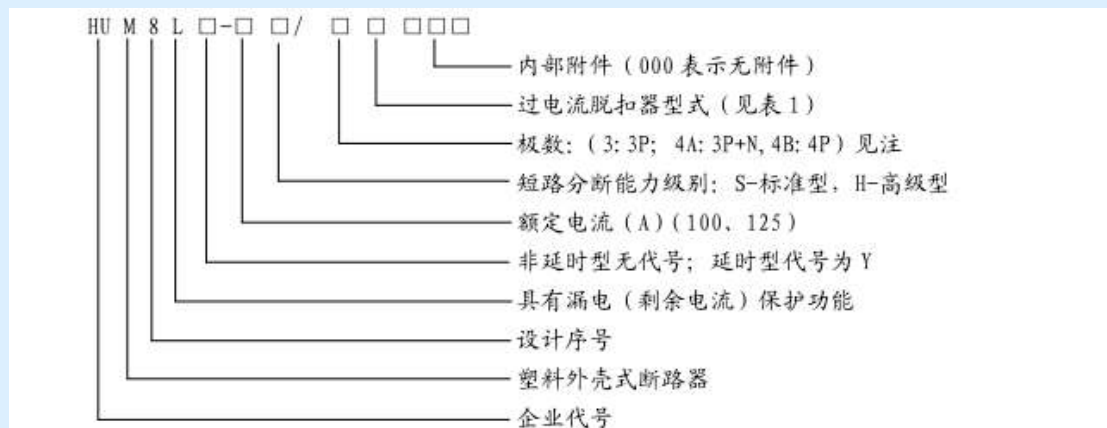 HU M 8 L □-□ □/ □ □ □□□
内部附件（000表示无附件）
过电流脱扣器型式（见表1）
极数：（3：3P； 4A：3P+N，4B：4P）见注
短路分断能力级别：S-标准型，H-高级型
额定电流（A）（100、125）
非延时型无代号；延时型代号为Y
具有漏电（剩余电流）保护功能
设计序号
塑料外壳式断路器
企业代号